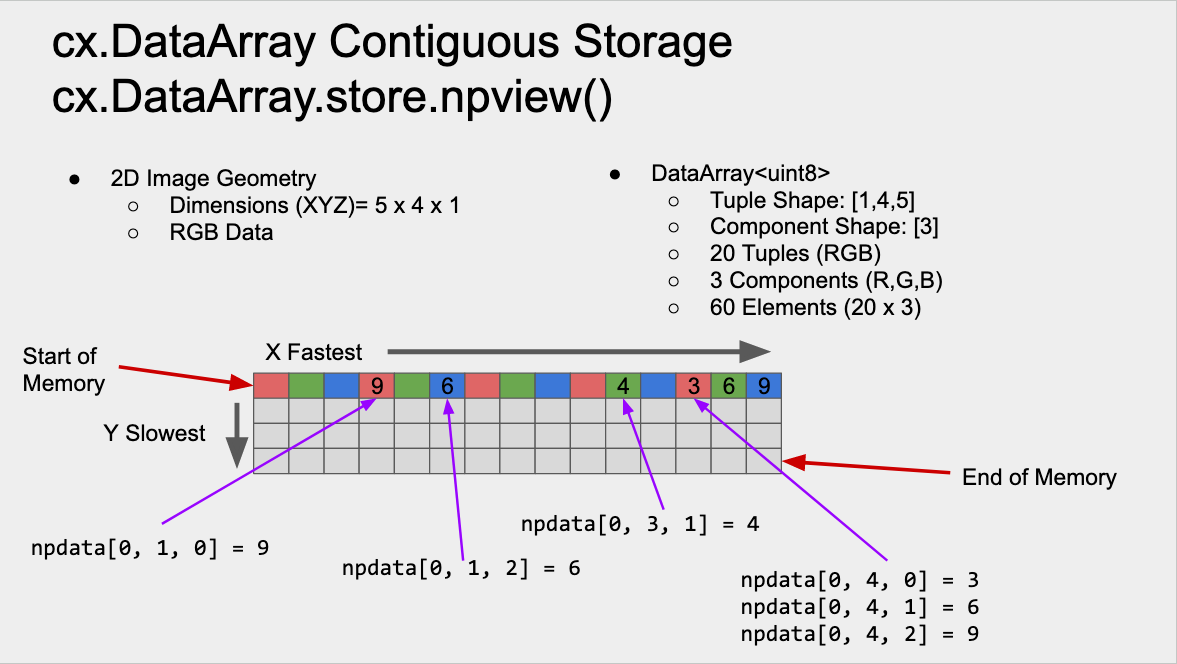 cx.DataArray Contiguous Storage
cx.DataArray.store.npview()
● 2D Image Geometry
○ Dimensions (XYZ)= 5 x 4 x 1
○ RGB Data
● DataArray<uint8>
○ Tuple Shape: [1,4,5]
○ Component Shape: [3]
○ 20 Tuples (RGB)
○ 3 Components (R,G,B)
○ 60 Elements (20 x 3)
Start of
Memory
X Fastest
9 6 4 3 6 9
Y Slowest
End of Memory
npdata[0, 1, 0] = 9
npdata[0, 1, 2] = 6
npdata[0, 3, 1] = 4
npdata[0, 4, 0] = 3
npdata[0, 4, 1] = 6
npdata[0, 4, 2] = 9